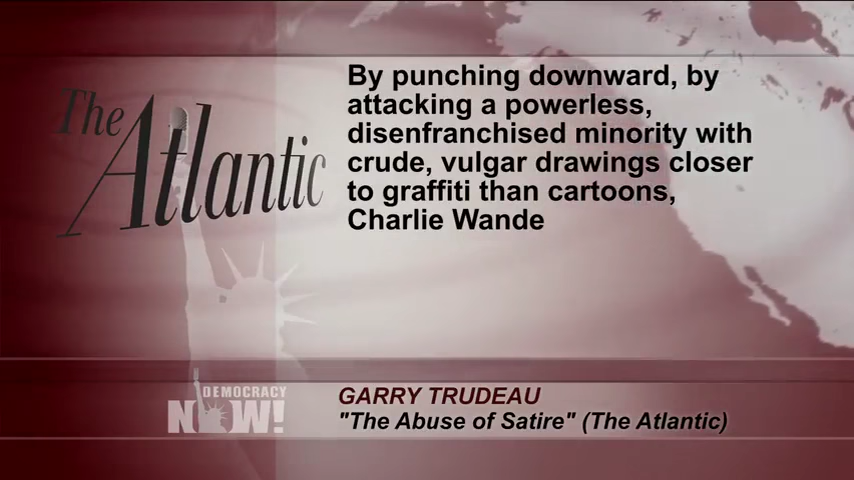 The
Atlantic
By punching downward, by
attacking a powerless,
disenfranchised minority with
crude, vulgar drawings closer
to graffiti than cartoons,
Charlie Wande
DEMOCRACY
NOW!
GARRY TRUDEAU
"The Abuse of Satire" (The Atlantic)